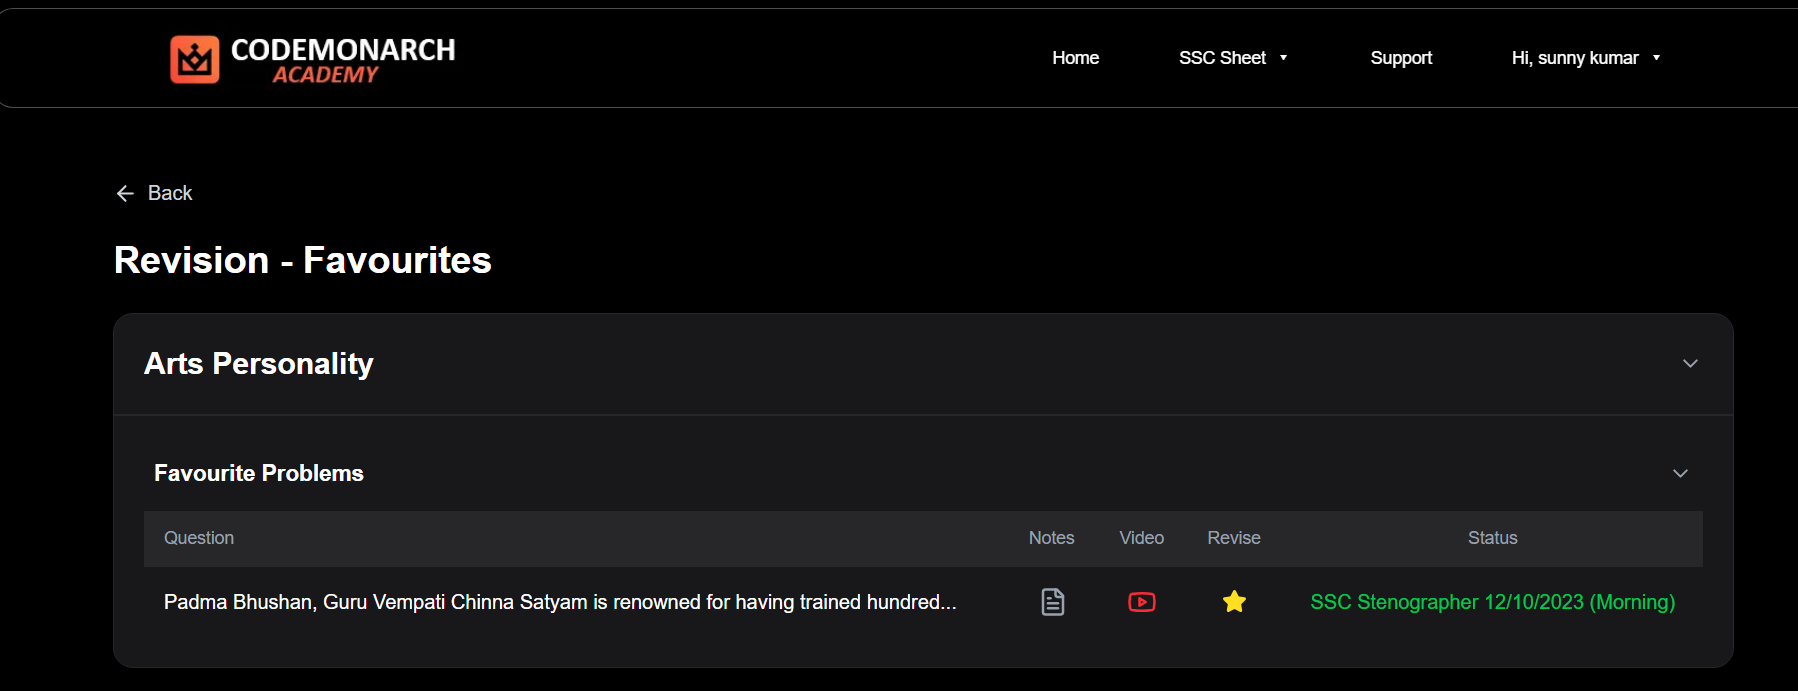 CODEMONARCH
ACADEMY
Home
SSC Sheet
Support
Hi, sunny kumar
Back
Revision - Favourites
Arts Personality
Favourite Problems
Question Notes Video Revise Status
Padma Bhushan, Guru Vempati Chinna Satyam is renowned for having trained hundred... SSC Stenographer 12/10/2023 (Morning)